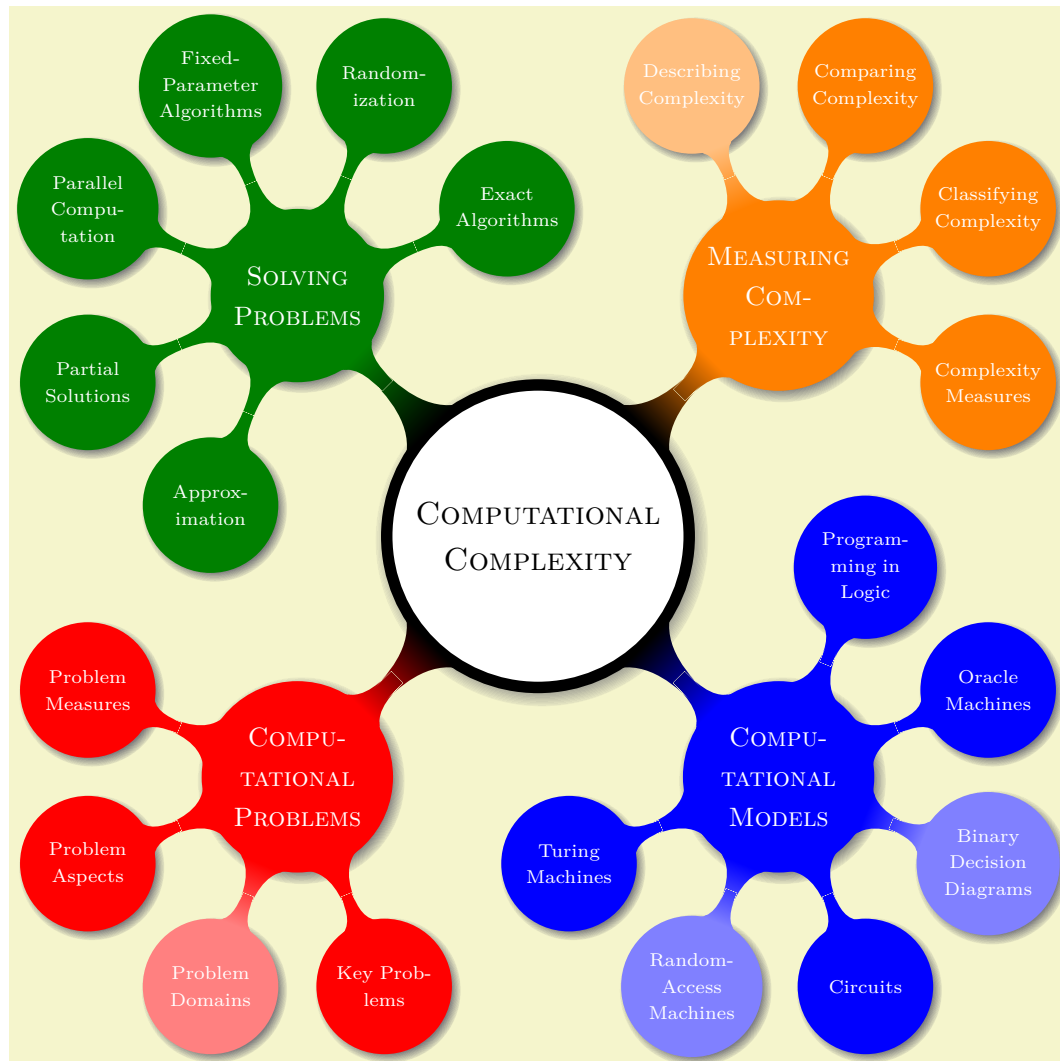 Fixed-
Parameter
Algorithms
Random-
ization
Parallel
Compu-
tation
Exact
Algorithms
Solving
Problems
Partial
Solutions
Approx-
imation
Describing
Complexity
Comparing
Complexity
Classifying
Complexity
Measuring
Com-
plexity
Complexity
Measures
Computational
Complexity
Problem
Measures
Compu-
tational
Problems
Problem
Aspects
Problem
Domains
Key Prob-
lems
Program-
ming in
Logic
Oracle
Machines
Compu-
tational
Models
Turing
Machines
Binary
Decision
Diagrams
Random-
Access
Machines
Circuits